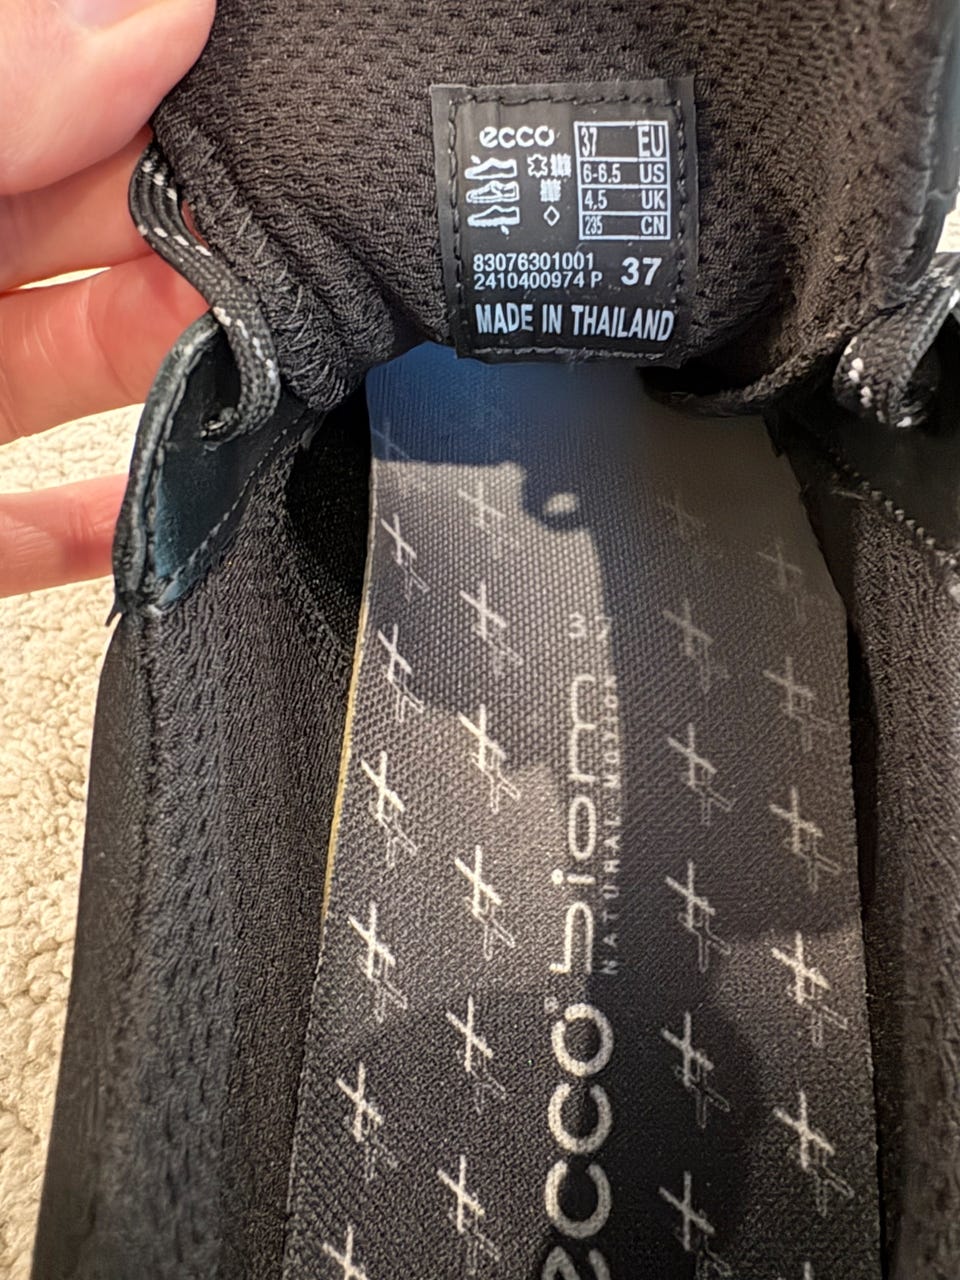 ecco
37 EU
6-6.5 US
4.5 UK
235 CN
83076301001
2410400974 P 37
MADE IN THAILAND
ecco® biom
NATURAL MOTION
37